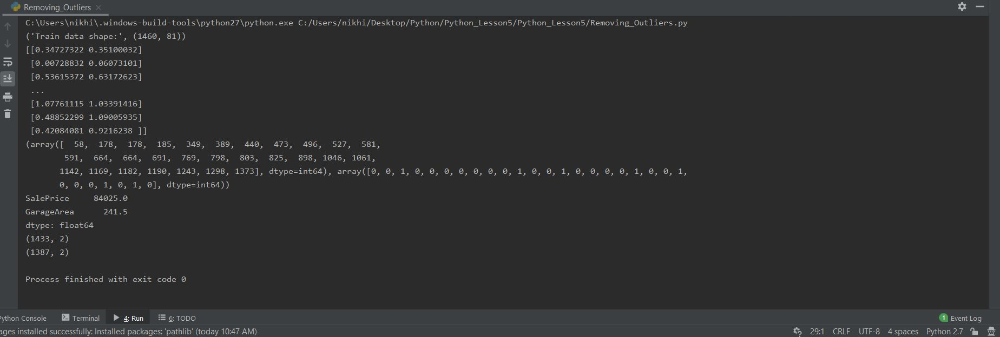 Removing_Outliers
C:\Users\nikhi\.windows-build-tools\python27\python.exe C:/Users/nikhi/Desktop/Python/Python_Lesson5/Python_Lesson5/Removing_Outliers.py
('Train data shape:', (1460, 81))
[[0.34727322 0.35100032]
 [0.00728832 0.06073101]
 [0.53615372 0.63172623]
 ...
 [1.07761115 1.03391416]
 [0.48852299 1.09005935]
 [0.42084081 0.9216238 ]]
(array([  58,  178,  178,  185,  349,  389,  440,  473,  496,  527,  581,
        591,  664,  664,  691,  769,  798,  803,  825,  898, 1046, 1061,
       1142, 1169, 1182, 1190, 1243, 1298, 1373], dtype=int64), array([0, 0, 1, 0, 0, 0, 0, 0, 0, 0, 1, 0, 0, 1, 0, 0, 0, 0, 1, 0, 0, 1,
       0, 0, 0, 1, 0, 1, 0], dtype=int64))
SalePrice     84025.0
GarageArea      241.5
dtype: float64
(1433, 2)
(1387, 2)
Process finished with exit code 0
Python Console Terminal 4: Run 6: TODO 1 Event Log
ages installed successfully: Installed packages: 'pathlib' (today 10:47 AM) 29:1 CRLF UTF-8 4 spaces Python 2.7